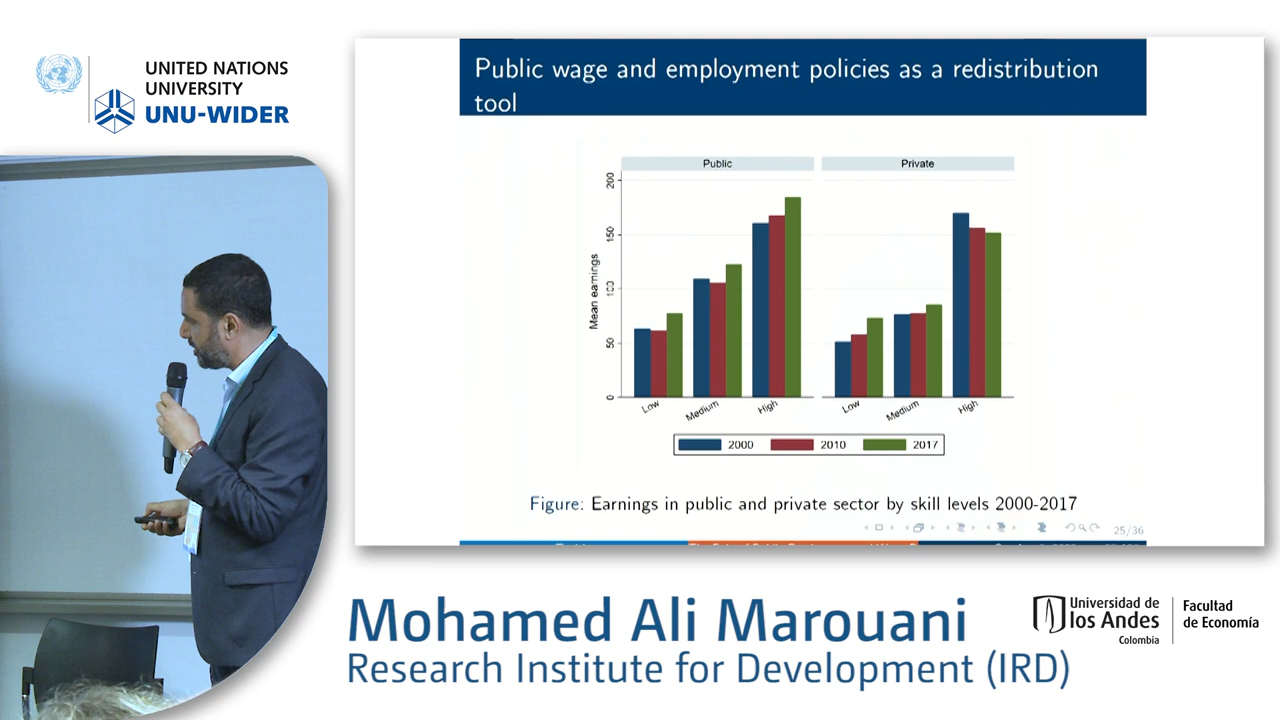 UNITED NATIONS
UNIVERSITY
UNU-WIDER
Public wage and employment policies as a redistribution
tool
Public
Private
Mean earnings
200
150
100
50
0
Low
Medium
High
Low
Medium
High
2000
2010
2017
Figure: Earnings in public and private sector by skill levels 2000-2017
25/36
Mohamed Ali Marouani
Research Institute for Development (IRD)
Universidad de
los Andes
Colombia
Facultad
de Economía